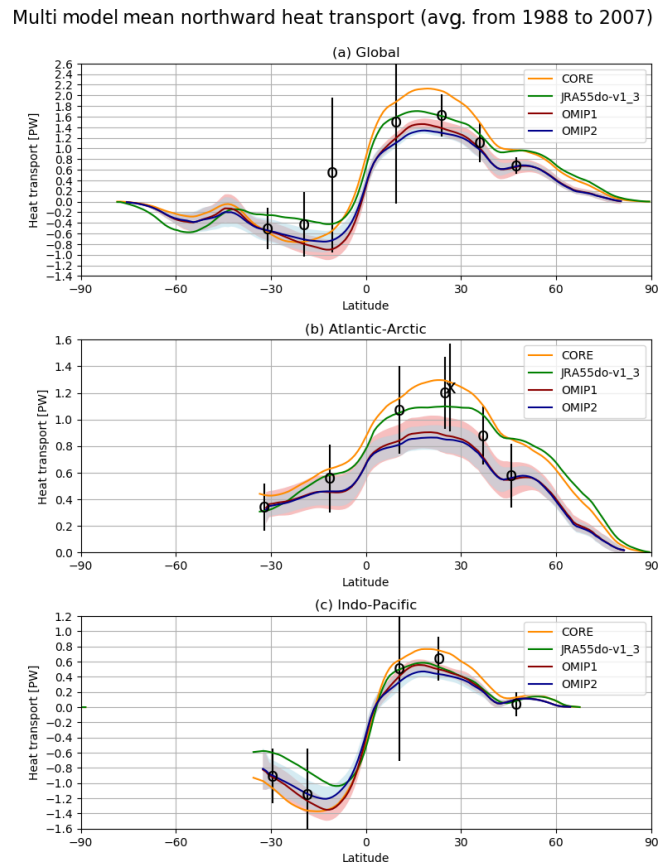 Multi model mean northward heat transport (avg. from 1988 to 2007)
(a) Global
Heat transport [PW]
2.6
2.4
2.2
2.0
1.8
1.6
1.4
1.2
1.0
0.8
0.6
0.4
0.2
0.0
−0.2
−0.4
−0.6
−0.8
−1.0
−1.2
−1.4
CORE
JRA55do-v1_3
OMIP1
OMIP2
−90 −60 −30 0 30 60 90
Latitude
(b) Atlantic-Arctic
Heat transport [PW]
1.6
1.4
1.2
1.0
0.8
0.6
0.4
0.2
0.0
CORE
JRA55do-v1_3
OMIP1
OMIP2
−90 −60 −30 0 30 60 90
Latitude
(c) Indo-Pacific
Heat transport [PW]
1.2
1.0
0.8
0.6
0.4
0.2
0.0
−0.2
−0.4
−0.6
−0.8
−1.0
−1.2
−1.4
−1.6
CORE
JRA55do-v1_3
OMIP1
OMIP2
−90 −60 −30 0 30 60 90
Latitude